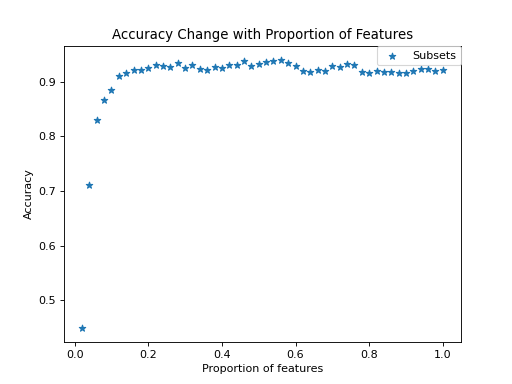 Accuracy Change with Proportion of Features
Subsets
Accuracy
0.9
0.8
0.7
0.6
0.5
0.0 0.2 0.4 0.6 0.8 1.0
Proportion of features